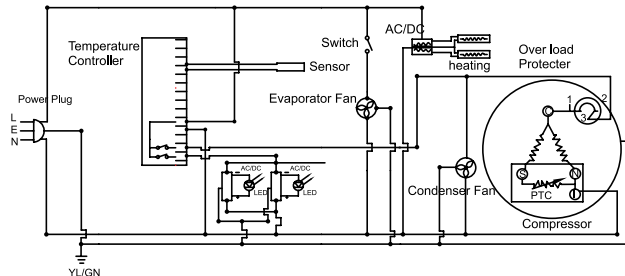 AC/DC
Switch
Temperature
Controller
Sensor
heating
Over load
Protecter
Evaporator Fan
Power Plug
L
E
N
1
2
3
AC/DC
AC/DC
LED
LED
Condenser Fan
S
N
PTC
Compressor
YL/GN